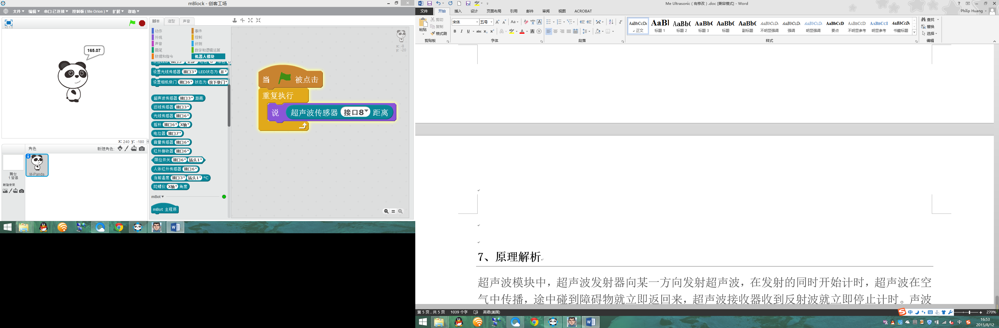 mBlock - 创客工场
文件 编辑 串口 已连接 控制板 ( Me Orion ) 扩展 帮助
v2.1.5
165.07
x: 240 y: -180
角色
新建角色:
舞台
1 背景
新建背景
M-Panda
脚本 造型 声音
动作 事件
外观 控制
声音 侦测
画笔 数字和逻辑运算
数据和指令 机器人模块
设置光线传感器 接口3 LED状态为 开
设置相机快门 接口6 状态为 按下快门
超声波传感器 接口3 距离
巡线传感器 接口3
光线传感器 接口6
摇杆 接口6 X轴
电位器 接口7
音量传感器 接口6
红外接收器 接口6
限位开关 接口6 插头1
人体红外传感器 接口6
当前温度 接口3 插头1 °C
陀螺仪 X轴 角度
mBot
mBot 主程序
x: -8
y: -20
当 被点击
重复执行
说 超声波传感器 接口8 距离
Me Ultrasonic ( 有修改 ) .doc [兼容模式] - Word
文件 开始 插入 设计 页面布局 引用 邮件 审阅 视图 ACROBAT
Philip Huang
粘贴 剪切 复制 格式刷
宋体 五号
AaBbCcDd 正文 标题 1 标题 2 标题 3 标题 副标题 不明显强调 强调 明显强调 要点 不明显参考 明显参考 书籍标题
查找 替换 选择
剪贴板 字体 段落 样式 编辑
7、原理解析
超声波模块中，超声波发射器向某一方向发射超声波，在发射的同时开始计时，超声波在空
气中传播，途中碰到障碍物就立即返回来，超声波接收器收到反射波就立即停止计时。声波
第 5 页 , 共 5 页 1039 个字 英语(美国)
中
270%
中
16:53
2015/8/12